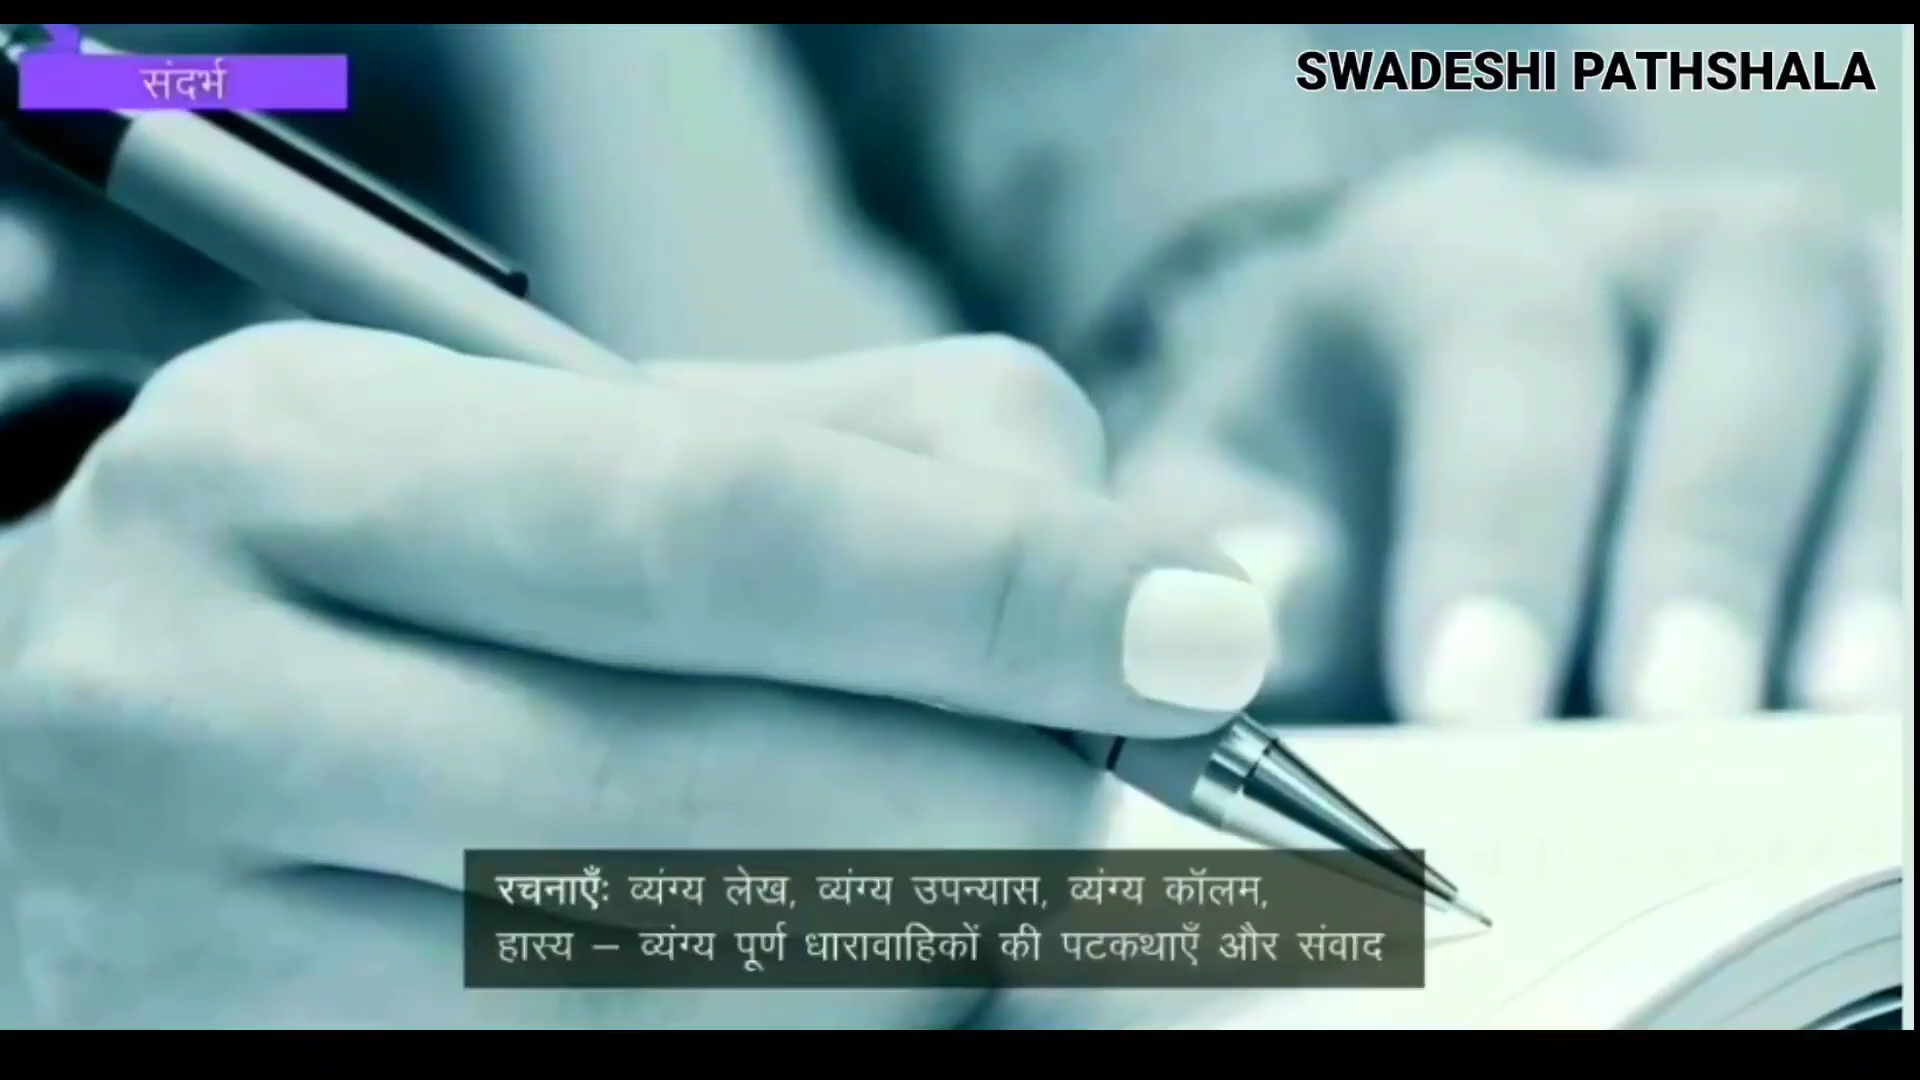 संदर्भ
SWADESHI PATHSHALA
रचनाएँ: व्यंग्य लेख, व्यंग्य उपन्यास, व्यंग्य कॉलम,
हास्य – व्यंग्य पूर्ण धारावाहिकों की पटकथाएँ और संवाद